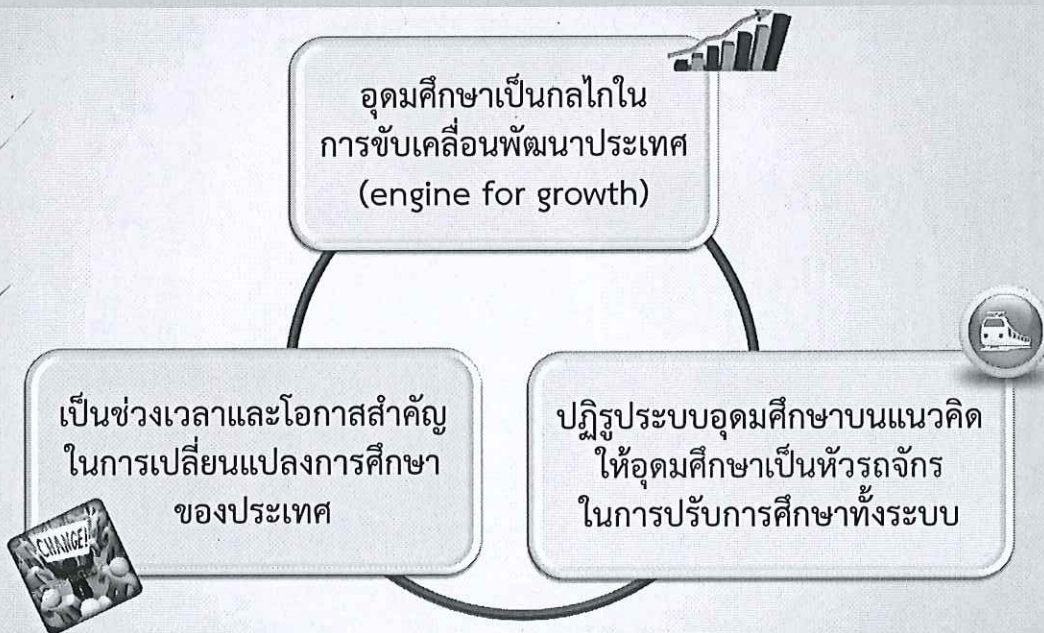 อุดมศึกษาเป็นกลไกใน
การขับเคลื่อนพัฒนาประเทศ
(engine for growth)
เป็นช่วงเวลาและโอกาสสำคัญ
ในการเปลี่ยนแปลงการศึกษา
ของประเทศ
CHANGE!
ปฏิรูประบบอุดมศึกษาบนแนวคิด
ให้อุดมศึกษาเป็นหัวรถจักร
ในการปรับการศึกษาทั้งระบบ